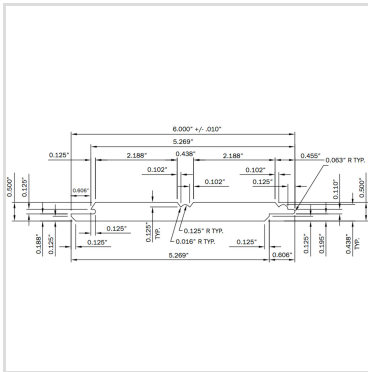 6.000" +/- .010"
5.269"
0.125" 2.188" 0.438" 2.188" 0.455"
0.063" R TYP.
0.102" 0.102"
0.102" 0.125"
0.606"
0.500" 0.125" 0.110" 0.500"
0.125" 0.125" R TYP. 0.125"
0.016" R TYP.
0.125" TYP.
0.188" 0.125" 0.125" 0.195" 0.438" TYP.
0.125"
5.269" 0.606"